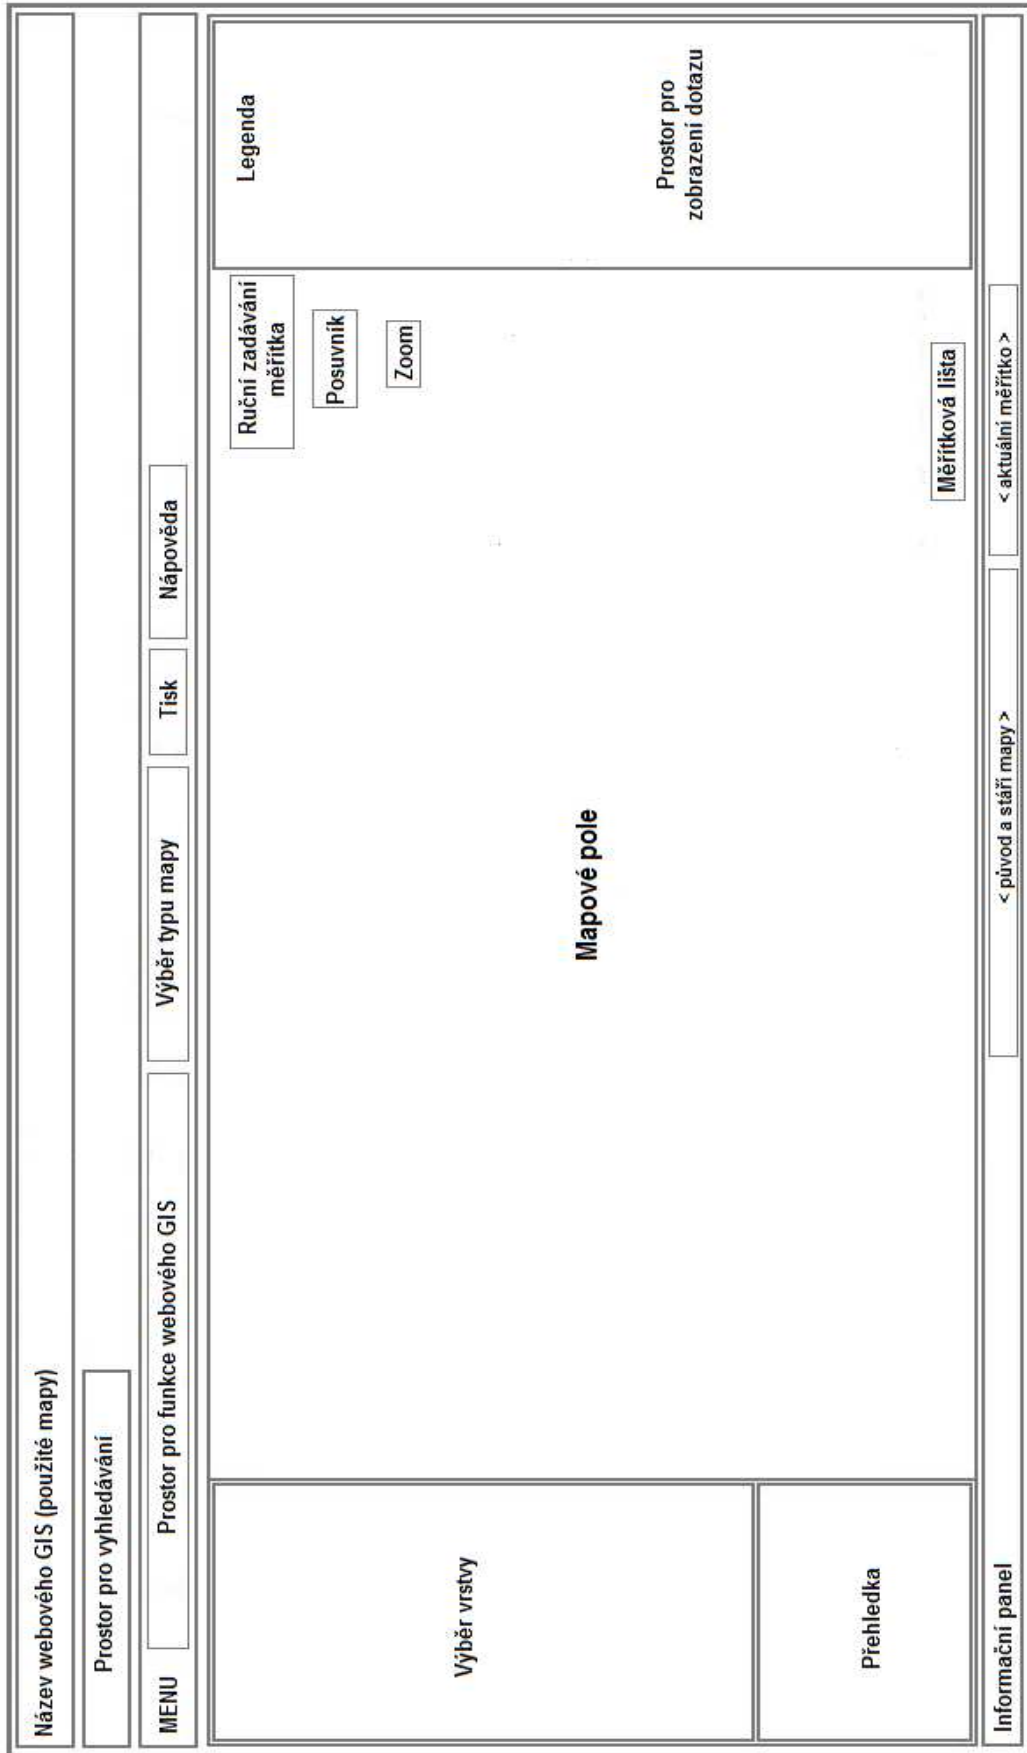 Název webového GIS (použité mapy)
Prostor pro vyhledávání
MENU
Prostor pro funkce webového GIS
Výběr typu mapy
Tisk
Nápověda
Výběr vrstvy
Přehledka
Mapové pole
Ruční zadávání
měřítka
Posuvník
Zoom
Měřítková lišta
Legenda
Prostor pro
zobrazení dotazu
Informační panel
< původ a stáří mapy >
< aktuální měřítko >